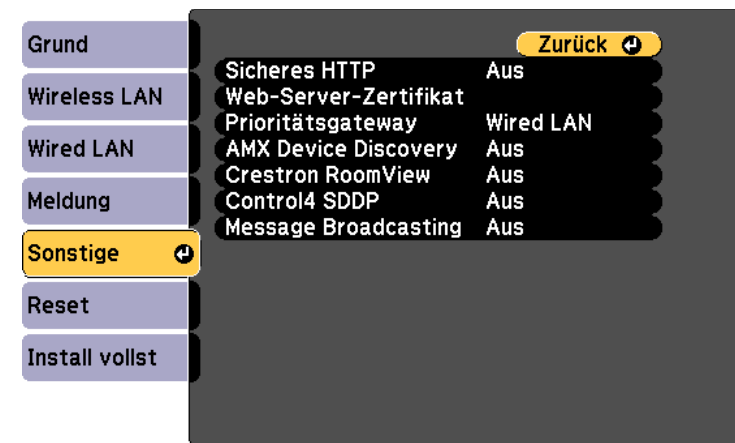 Grund
Wireless LAN
Wired LAN
Meldung
Sonstige
Reset
Install vollst
Zurück
Sicheres HTTP Aus
Web-Server-Zertifikat
Prioritätsgateway Wired LAN
AMX Device Discovery Aus
Crestron RoomView Aus
Control4 SDDP Aus
Message Broadcasting Aus